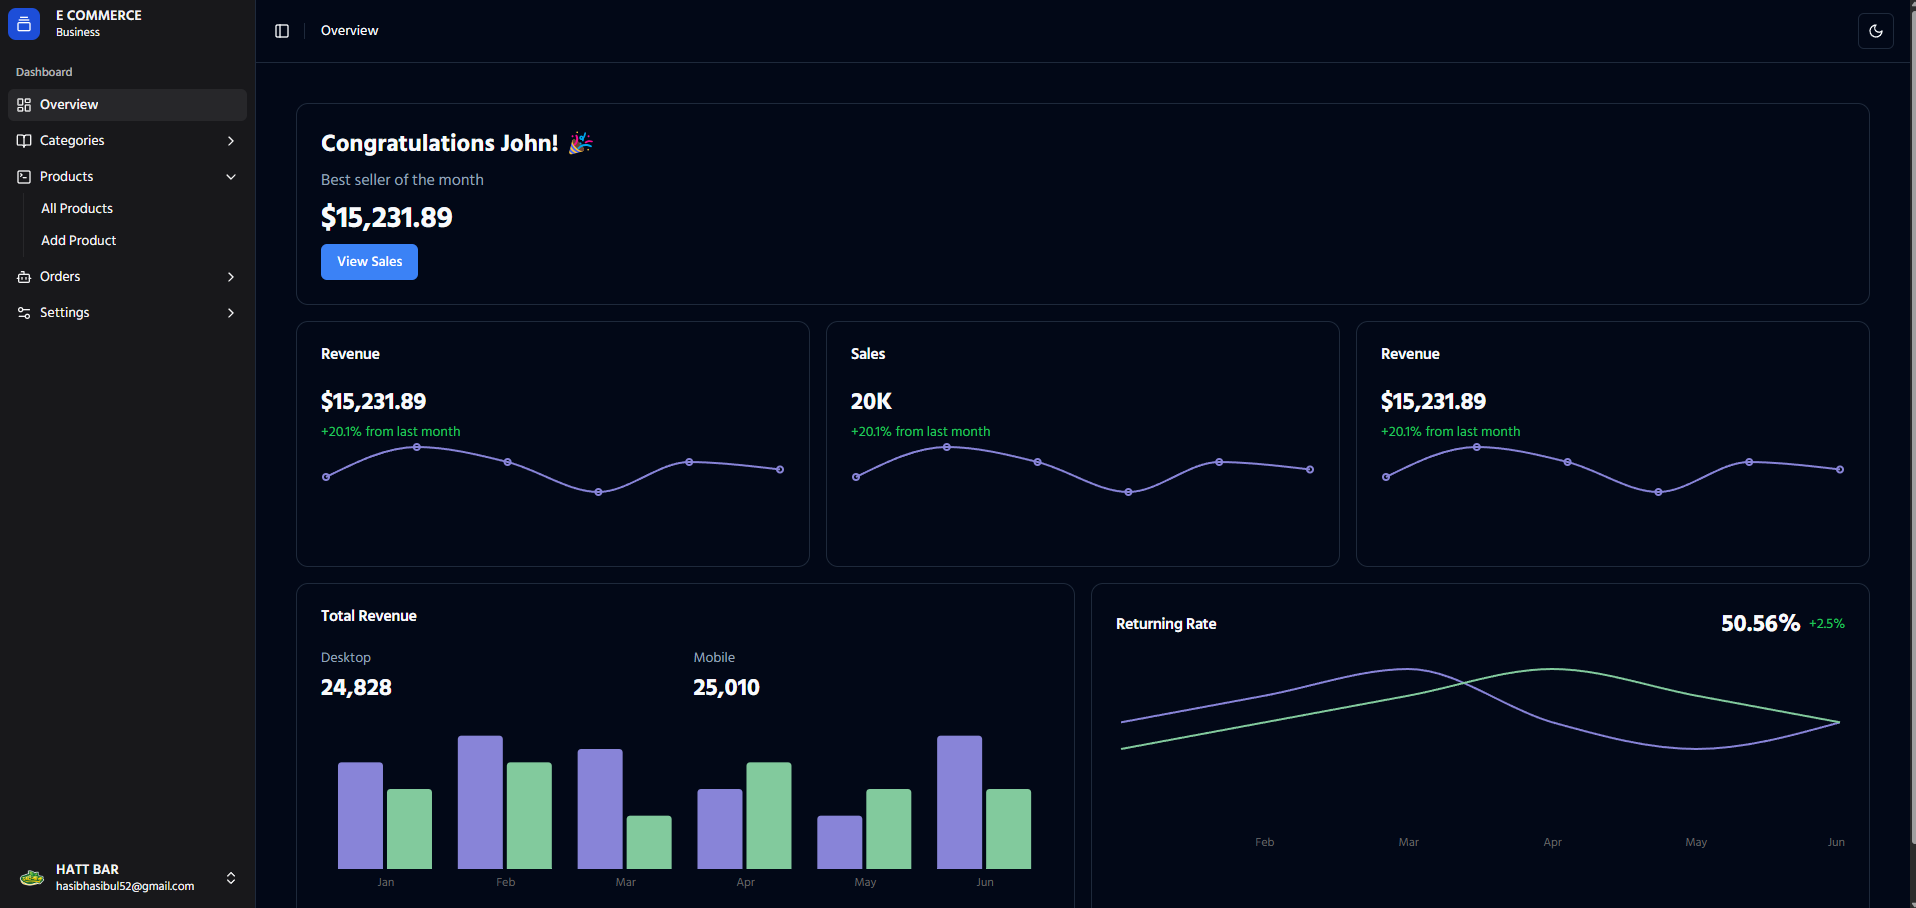 E COMMERCE
Business
Dashboard
Overview
Categories
Products
All Products
Add Product
Orders
Settings
HATT BAR
hasibhasibul52@gmail.com
Overview
Congratulations John! 🎉
Best seller of the month
$15,231.89
View Sales
Revenue
$15,231.89
+20.1% from last month
Sales
20K
+20.1% from last month
Revenue
$15,231.89
+20.1% from last month
Total Revenue
Desktop
24,828
Mobile
25,010
Jan Feb Mar Apr May Jun
Returning Rate
50.56% +2.5%
Feb Mar Apr May Jun